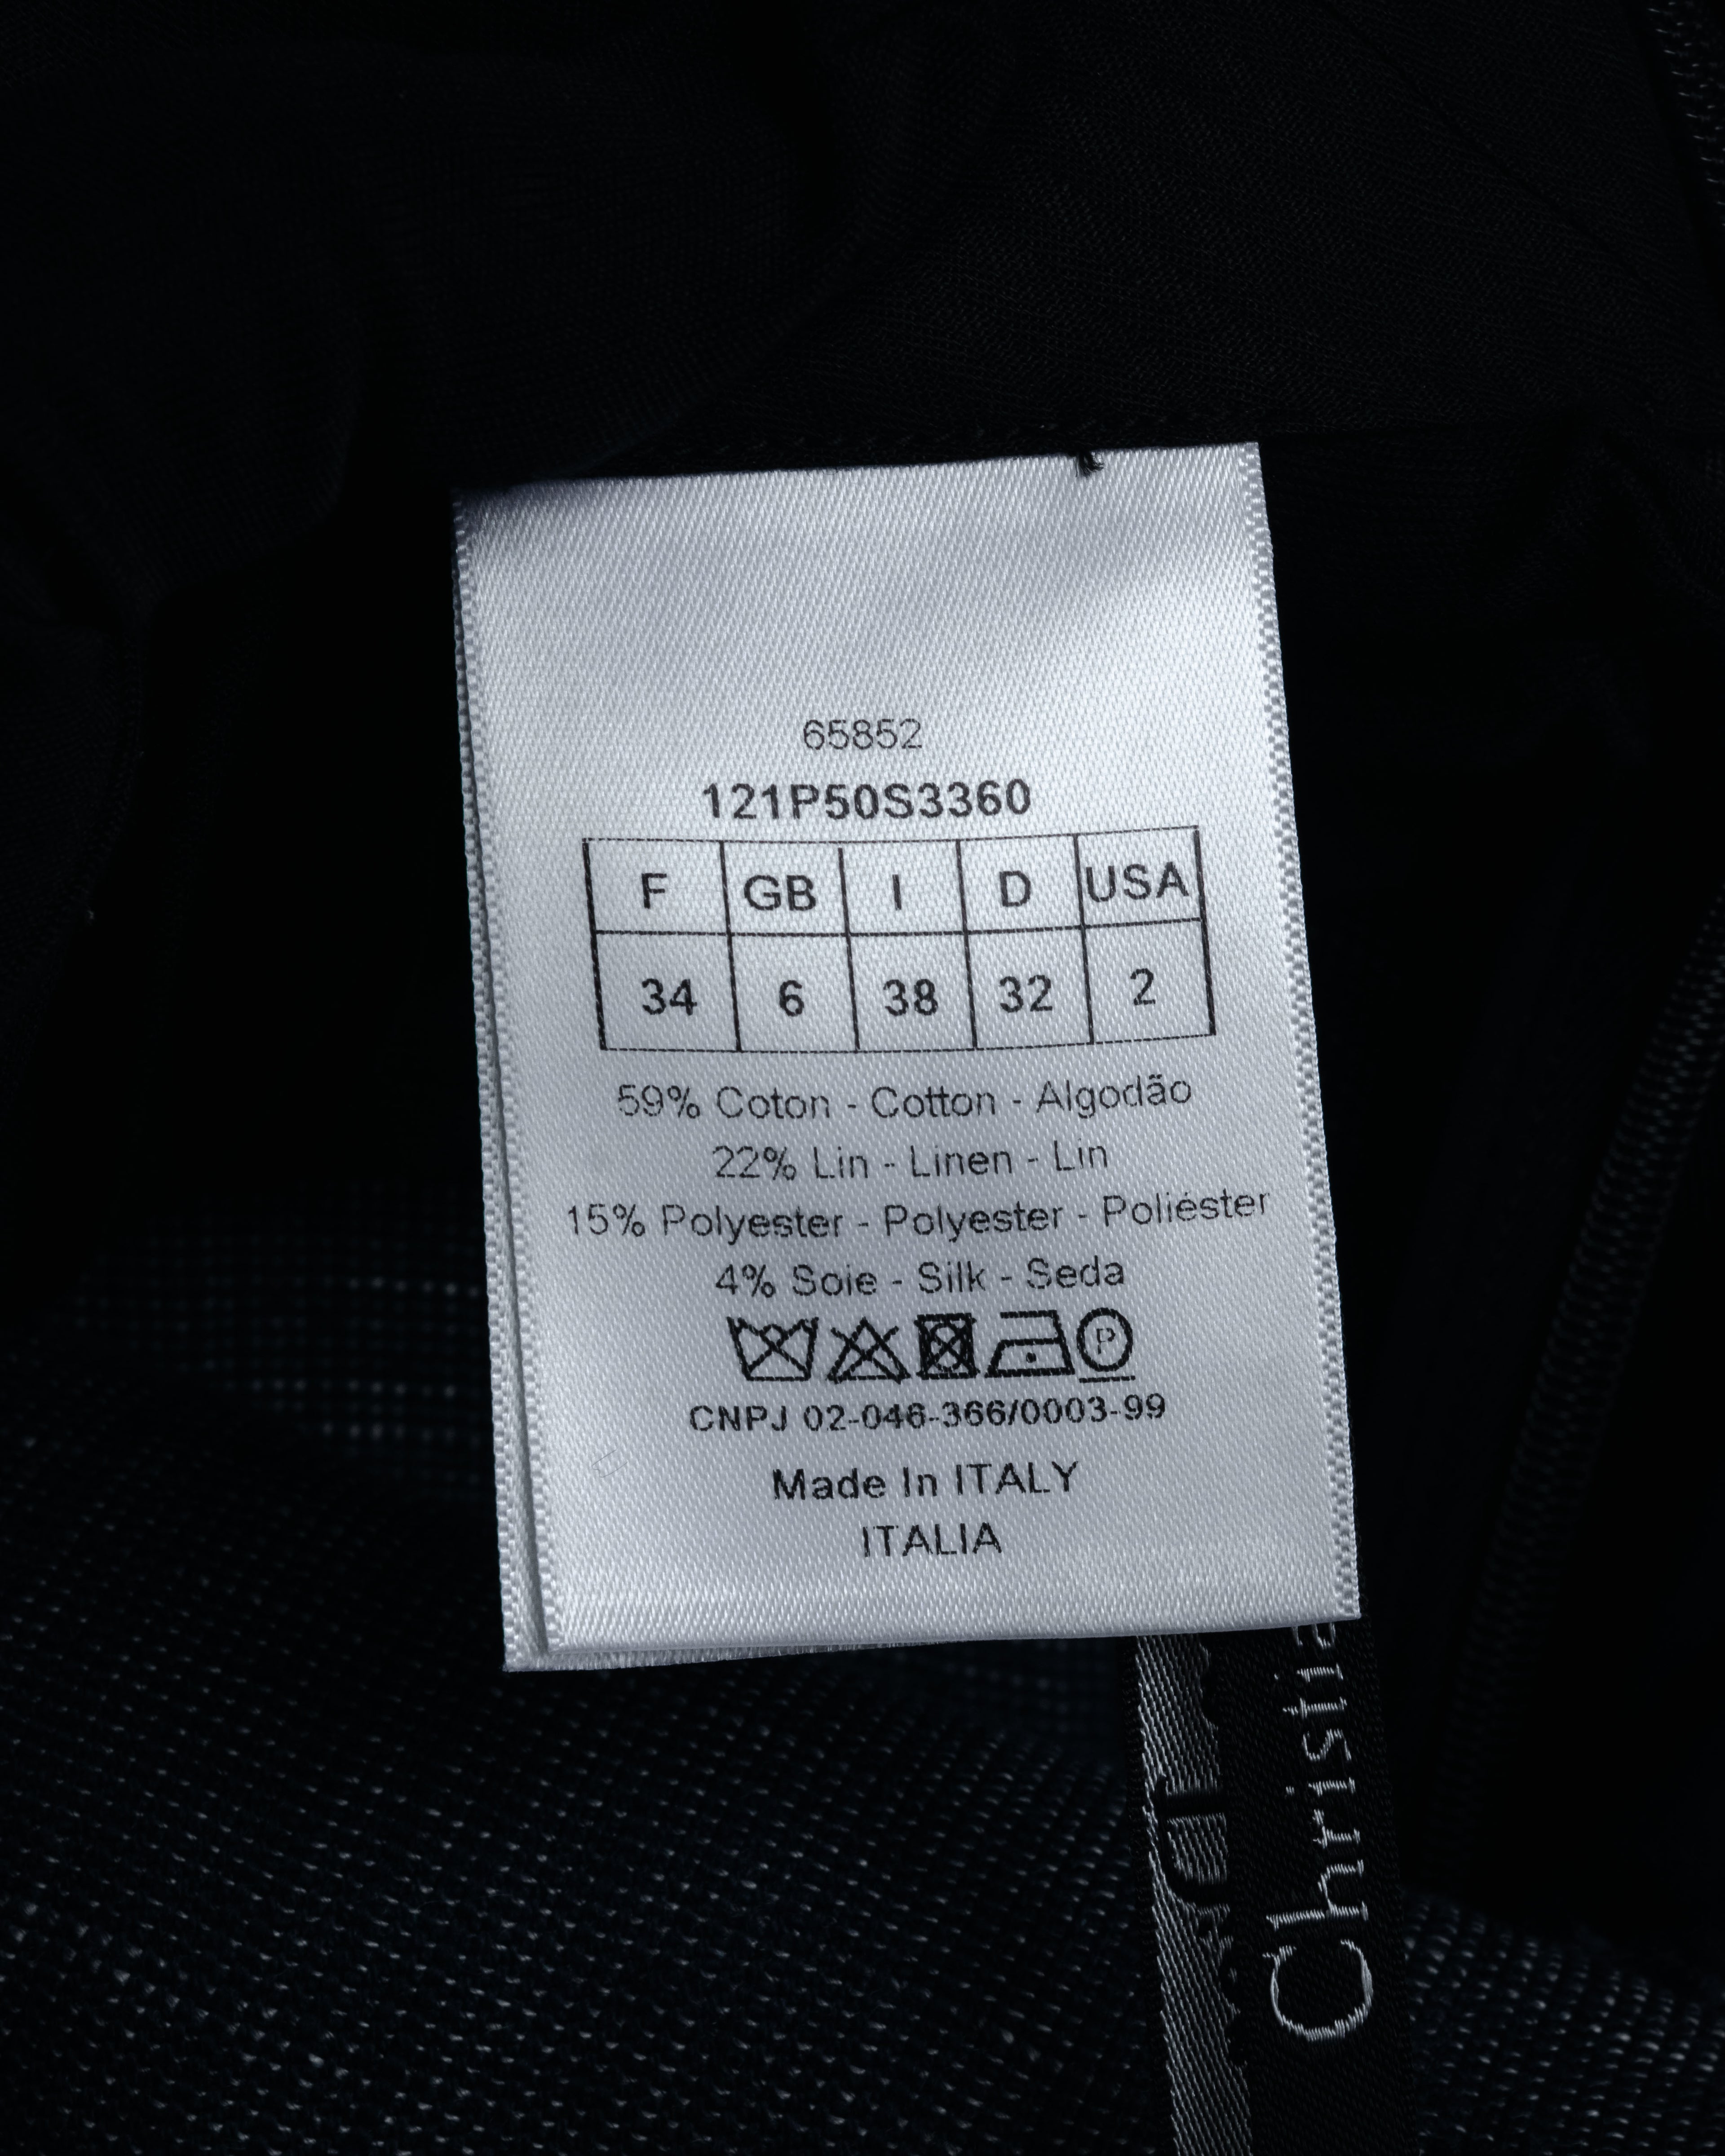 65852
121P50S3360
F GB I D USA
34 6 38 32 2
59% Coton - Cotton - Algodão
22% Lin - Linen - Lin
15% Polyester - Polyester - Poliéster
4% Soie - Silk - Seda
P
CNPJ 02-046-366/0003-99
Made In ITALY
ITALIA
Christia